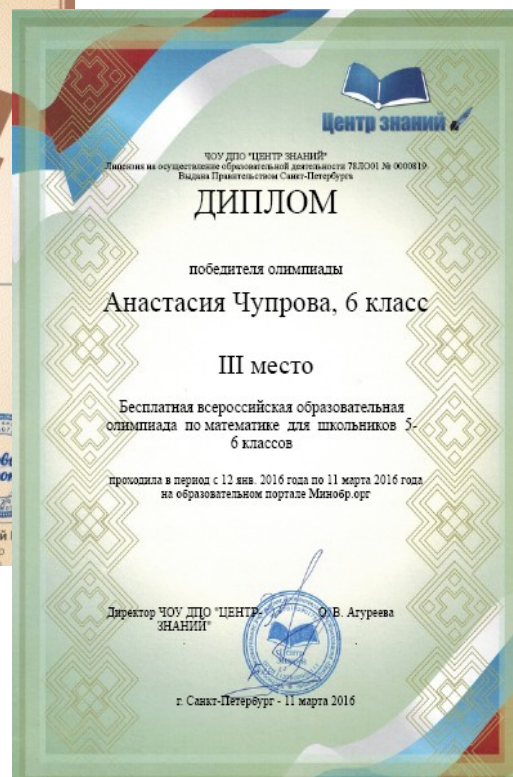 Центр знаний
ЧОУ ДПО "ЦЕНТР ЗНАНИЙ"
Лицензия на осуществление образовательной деятельности 78Л001 № 0000819.
Выдана Правительством Санкт-Петербурга
ДИПЛОМ
победителя олимпиады
Анастасия Чупрова, 6 класс
III место
Бесплатная всероссийская образовательная
олимпиада по математике для школьников 5-
6 классов
проходила в период с 12 янв. 2016 года по 11 марта 2016 года
на образовательном портале Минобр.орг
Директор ЧОУ ДПО "ЦЕНТР О. В. Агуреева
ЗНАНИЙ"
Центр
Знаний
г. Санкт-Петербург - 11 марта 2016